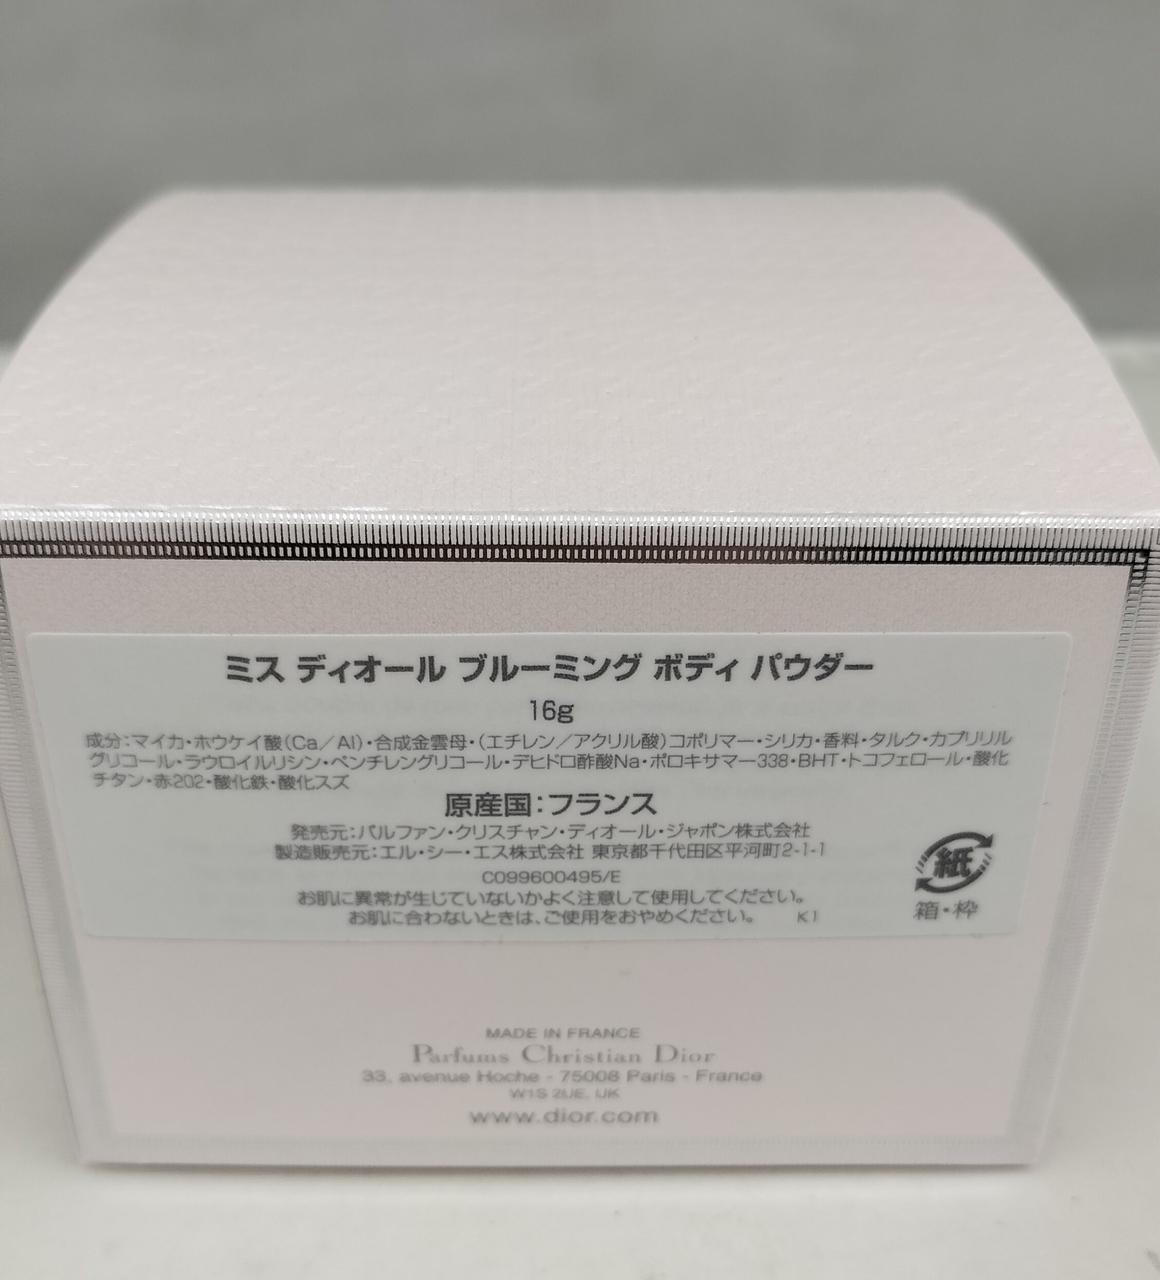 ミス ディオール ブルーミング ボディ パウダー
16g
成分:マイカ・ホウケイ酸(Ca/Al)・合成金雲母・(エチレン/アクリル酸)コポリマー・シリカ・香料・タルク・カプリリル
グリコール・ラウロイルリシン・ペンチレングリコール・デヒドロ酢酸Na・ポロキサマー338・BHT・トコフェロール・酸化
チタン・赤202・酸化鉄・酸化スズ
原産国:フランス
発売元:パルファン・クリスチャン・ディオール・ジャポン株式会社
製造販売元:エル・シー・エス株式会社 東京都千代田区平河町2-1-1
C099600495/E
お肌に異常が生じていないかよく注意して使用してください。
お肌に合わないときは、ご使用をおやめください。 K1
紙
箱・枠
MADE IN FRANCE
Parfums Christian Dior
33, avenue Hoche - 75008 Paris - France
W1S 2UE, UK
www.dior.com